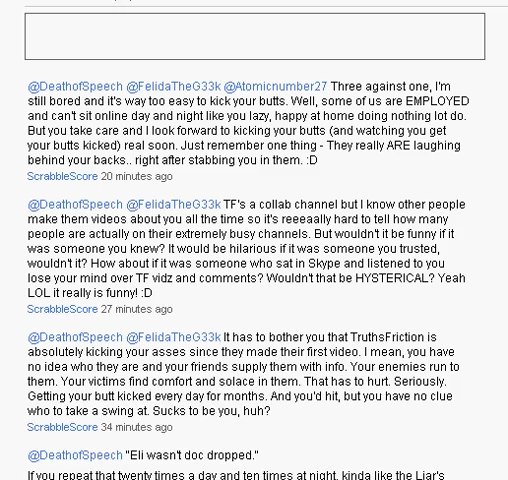 @DeathofSpeech @FelidaTheG33k @Atomicnumber27 Three against one, I'm
still bored and it's way too easy to kick your butts. Well, some of us are EMPLOYED
and can't sit online day and night like you lazy, happy at home doing nothing lot do.
But you take care and I look forward to kicking your butts (and watching you get
your butts kicked) real soon. Just remember one thing - They really ARE laughing
behind your backs.. right after stabbing you in them. :D
ScrabbleScore 20 minutes ago
@DeathofSpeech @FelidaTheG33k TF's a collab channel but I know other people
make them videos about you all the time so it's reeeaally hard to tell how many
people are actually on their extremely busy channels. But wouldn't it be funny if it
was someone you knew? It would be hilarious if it was someone you trusted,
wouldn't it? How about if it was someone who sat in Skype and listened to you
lose your mind over TF vidz and comments? Wouldn't that be HYSTERICAL? Yeah
LOL it really is funny! :D
ScrabbleScore 27 minutes ago
@DeathofSpeech @FelidaTheG33k It has to bother you that TruthsFriction is
absolutely kicking your asses since they made their first video. I mean, you have
no idea who they are and your friends supply them with info. Your enemies run to
them. Your victims find comfort and solace in them. That has to hurt. Seriously.
Getting your butt kicked every day for months. And you'd hit, but you have no clue
who to take a swing at. Sucks to be you, huh?
ScrabbleScore 34 minutes ago
@DeathofSpeech "Eli wasn't doc dropped."
If you repeat that twenty times a day and ten times at night, kinda like the Liar's